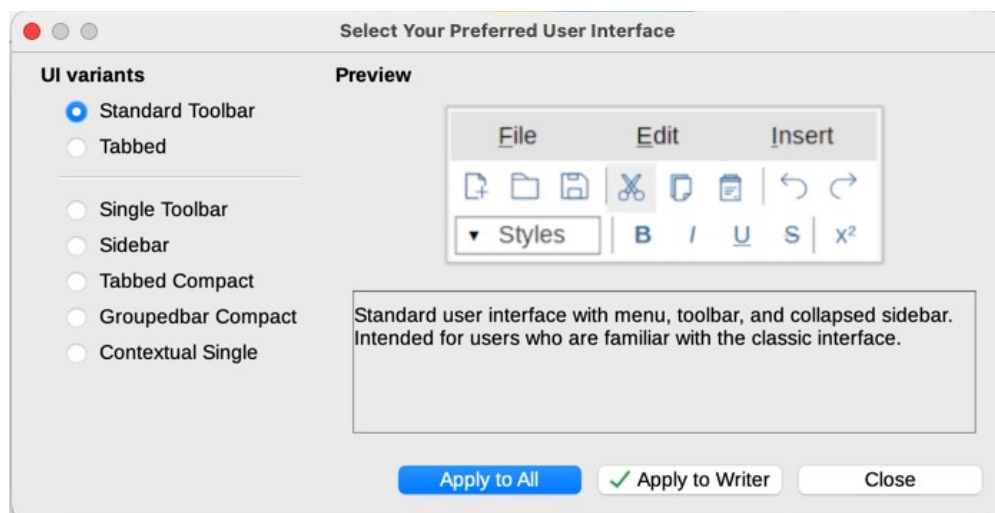 Select Your Preferred User Interface
UI variants
Standard Toolbar
Tabbed
Single Toolbar
Sidebar
Tabbed Compact
Groupedbar Compact
Contextual Single
Preview
File Edit Insert
Styles B I U S X²
Standard user interface with menu, toolbar, and collapsed sidebar.
Intended for users who are familiar with the classic interface.
Apply to All Apply to Writer Close